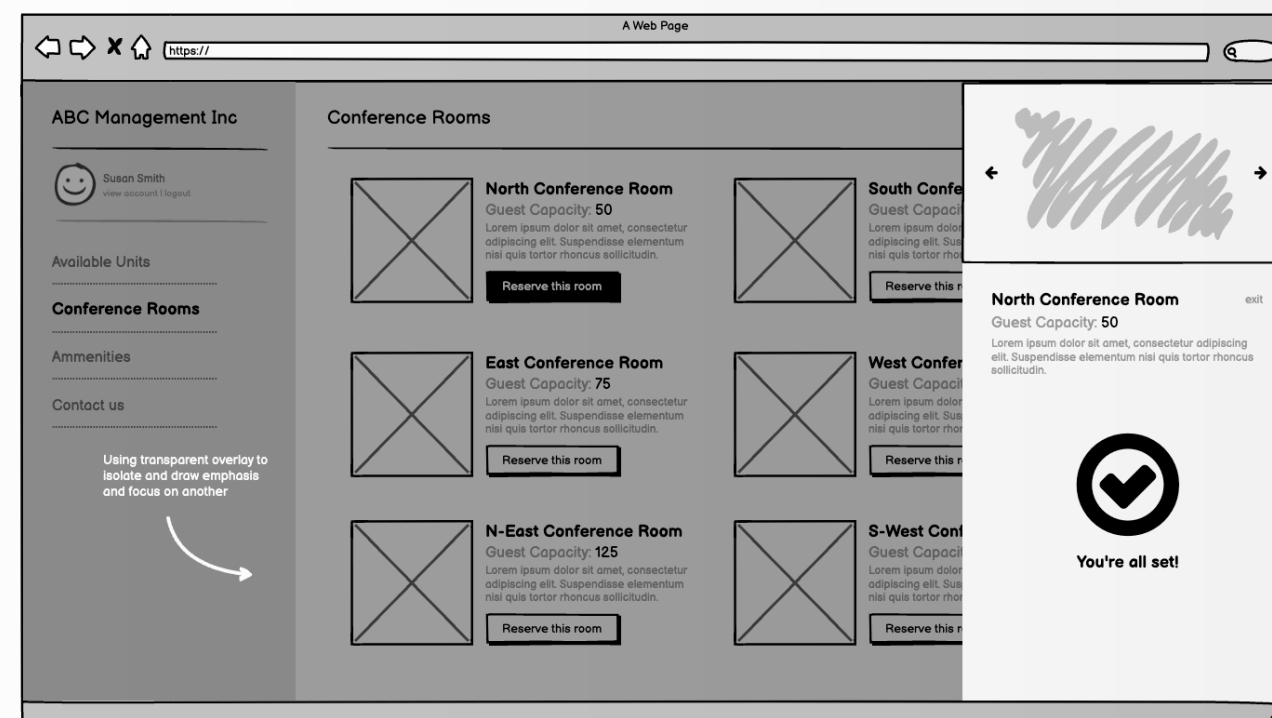 A Web Page
https://
ABC Management Inc
Susan Smith
view account | logout
Available Units
Conference Rooms
Ammenities
Contact us
Using transparent overlay to
isolate and draw emphasis
and focus on another
Conference Rooms
North Conference Room
Guest Capacity: 50
Lorem ipsum dolor sit amet, consectetur
adipiscing elit. Suspendisse elementum
nisi quis tortor rhoncus sollicitudin.
Reserve this room
South Confe
Guest Capaci
Lorem ipsum dolor
adipiscing elit. Sus
nisi quis tortor rhon
Reserve this r
East Conference Room
Guest Capacity: 75
Lorem ipsum dolor sit amet, consectetur
adipiscing elit. Suspendisse elementum
nisi quis tortor rhoncus sollicitudin.
Reserve this room
West Confer
Guest Capaci
Lorem ipsum dolor
adipiscing elit. Sus
nisi quis tortor rhon
Reserve this r
N-East Conference Room
Guest Capacity: 125
Lorem ipsum dolor sit amet, consectetur
adipiscing elit. Suspendisse elementum
nisi quis tortor rhoncus sollicitudin.
Reserve this room
S-West Conf
Guest Capaci
Lorem ipsum dolor
adipiscing elit. Sus
nisi quis tortor rhon
Reserve this r
North Conference Room
exit
Guest Capacity: 50
Lorem ipsum dolor sit amet, consectetur adipiscing
elit. Suspendisse elementum nisi quis tortor rhoncus
sollicitudin.
You're all set!